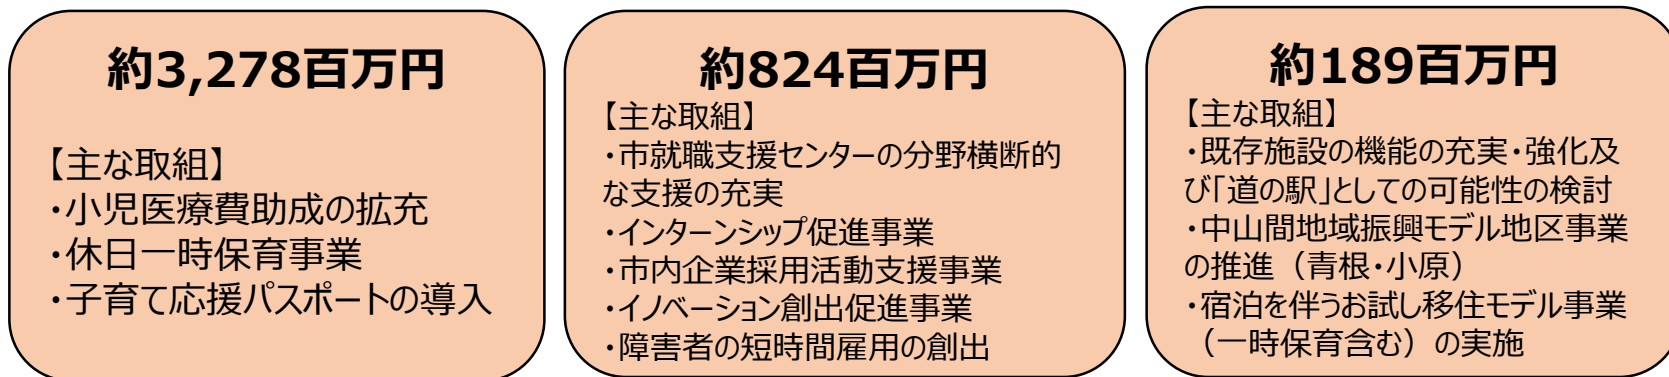 約3,278百万円
【主な取組】
・小児医療費助成の拡充
・休日一時保育事業
・子育て応援パスポートの導入
約824百万円
【主な取組】
・市就職支援センターの分野横断的
な支援の充実
・インターンシップ促進事業
・市内企業採用活動支援事業
・イノベーション創出促進事業
・障害者の短時間雇用の創出
約189百万円
【主な取組】
・既存施設の機能の充実・強化及
び「道の駅」としての可能性の検討
・中山間地域振興モデル地区事業
の推進（青根・小原）
・宿泊を伴うお試し移住モデル事業
（一時保育含む）の実施